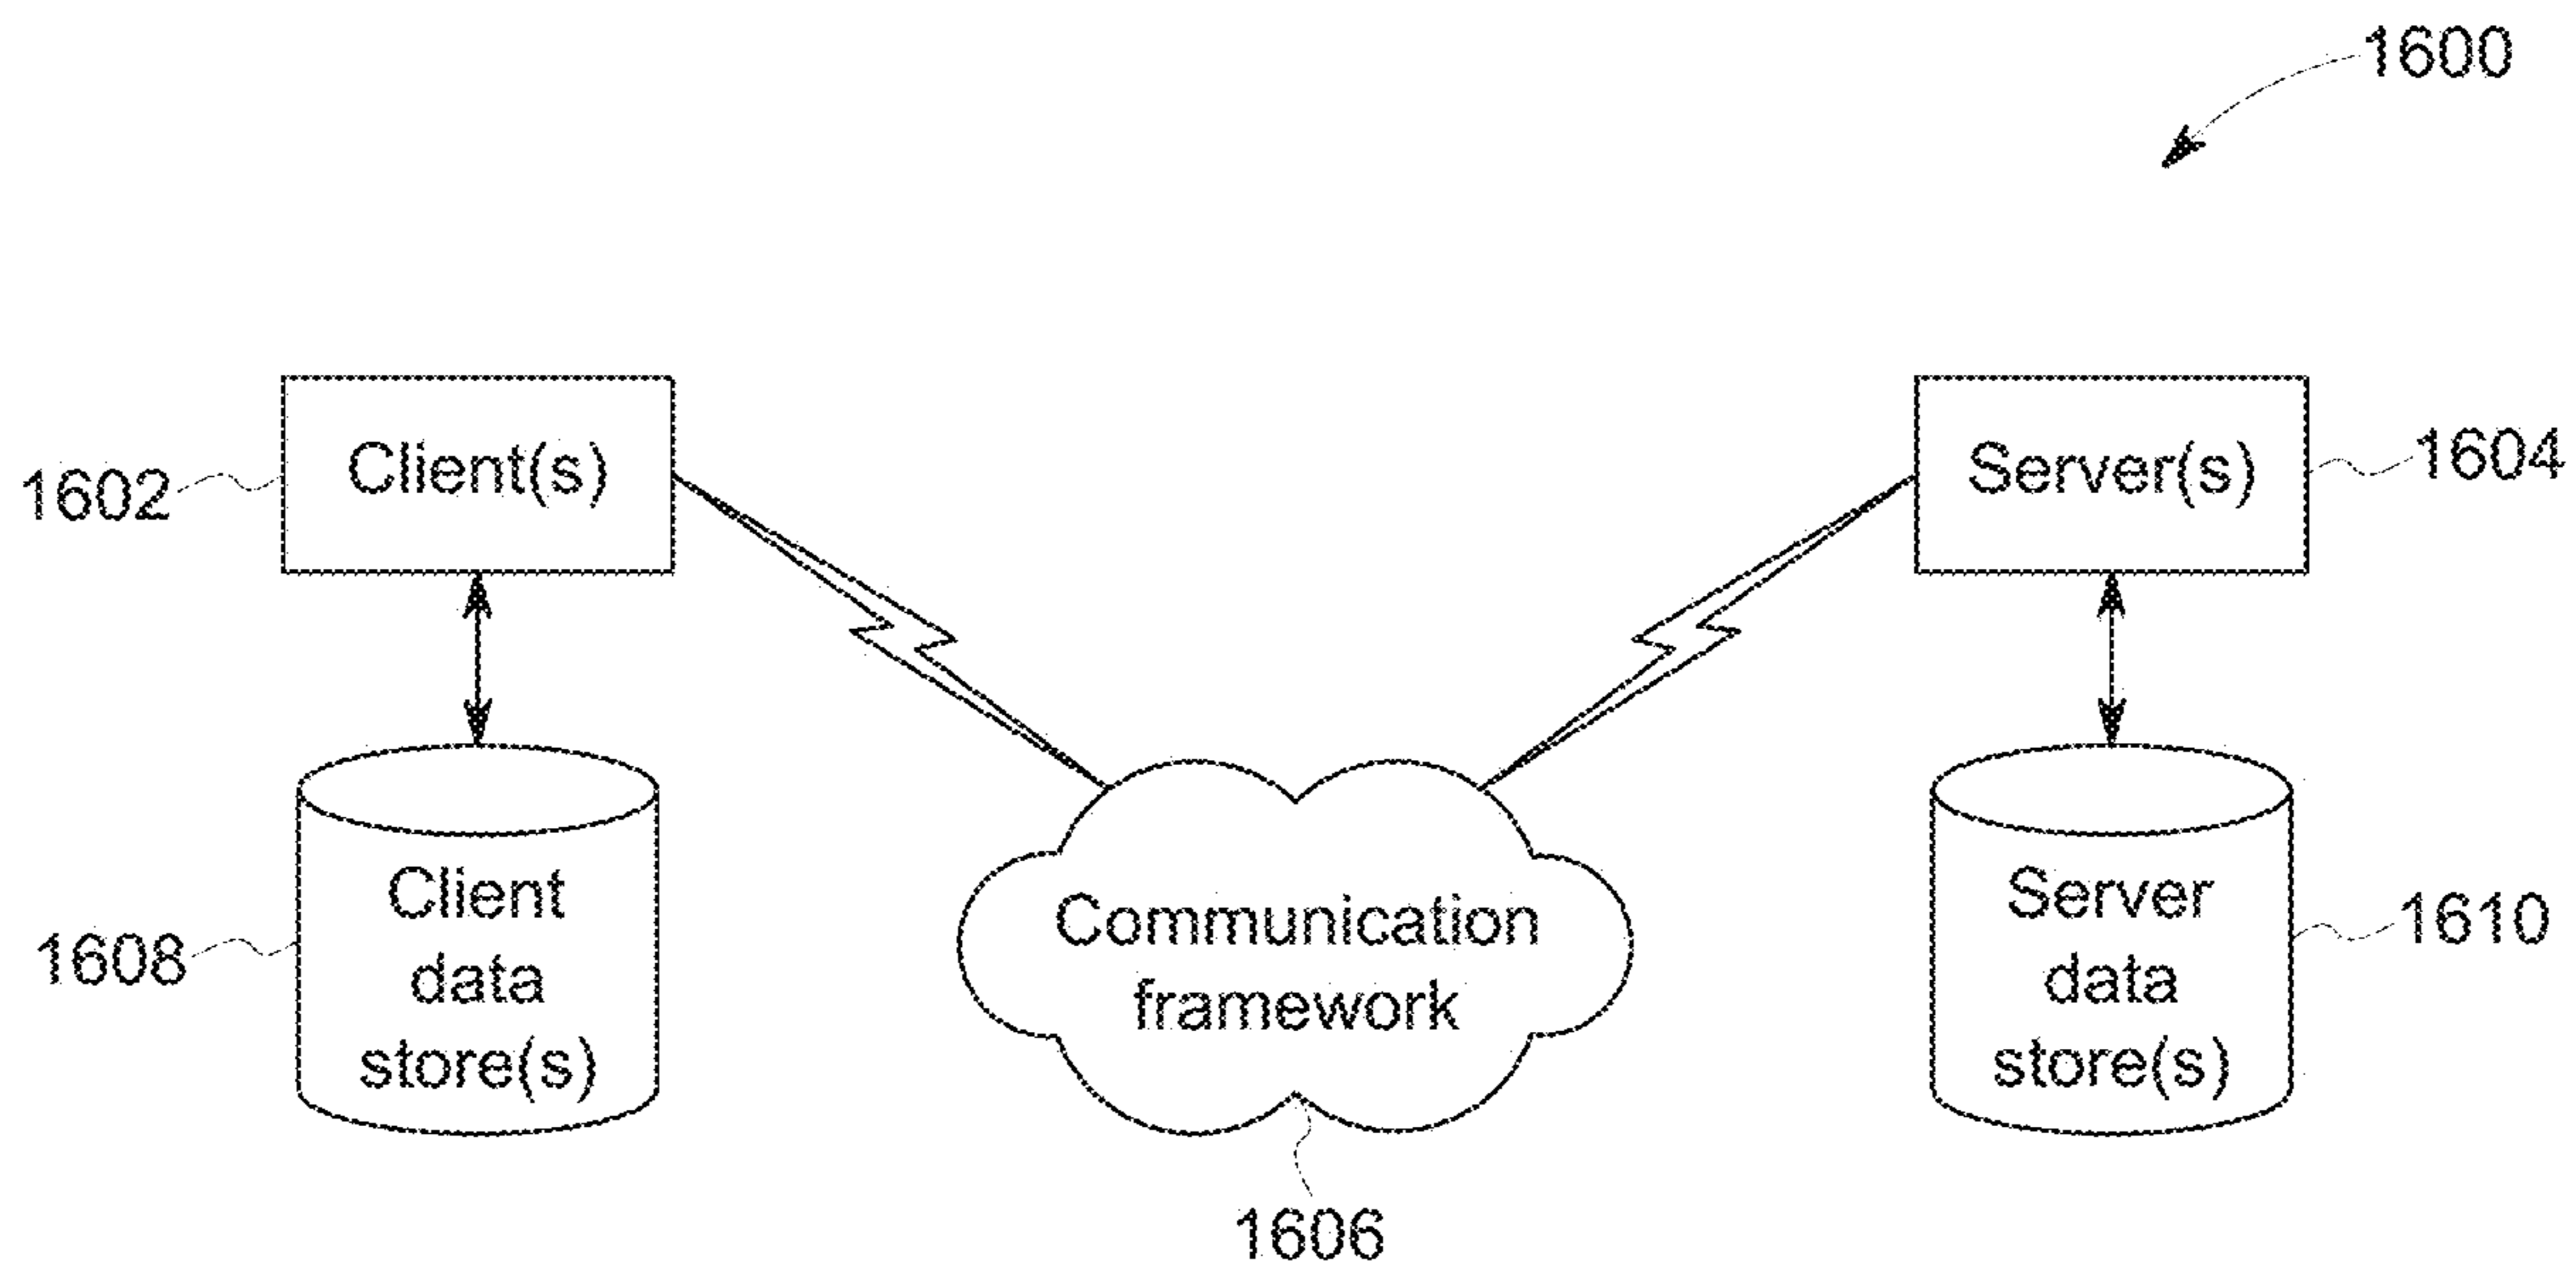 1600
Client(s)
1602
Server(s)
1604
Client
data
store(s)
1608
Communication
framework
1606
Server
data
store(s)
1610